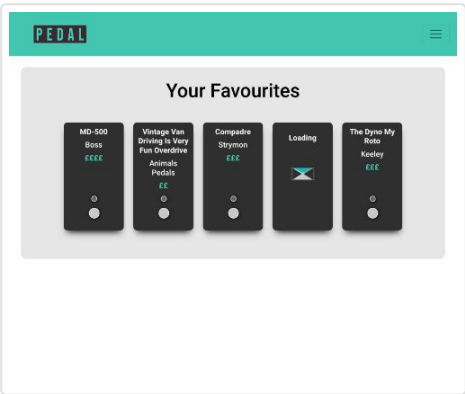 PEDAL
Your Favourites
MD-500
Boss
££££
Vintage Van
Driving Is Very
Fun Overdrive
Animals
Pedals
££
Compadre
Strymon
£££
Loading
The Dyno My
Roto
Keeley
£££